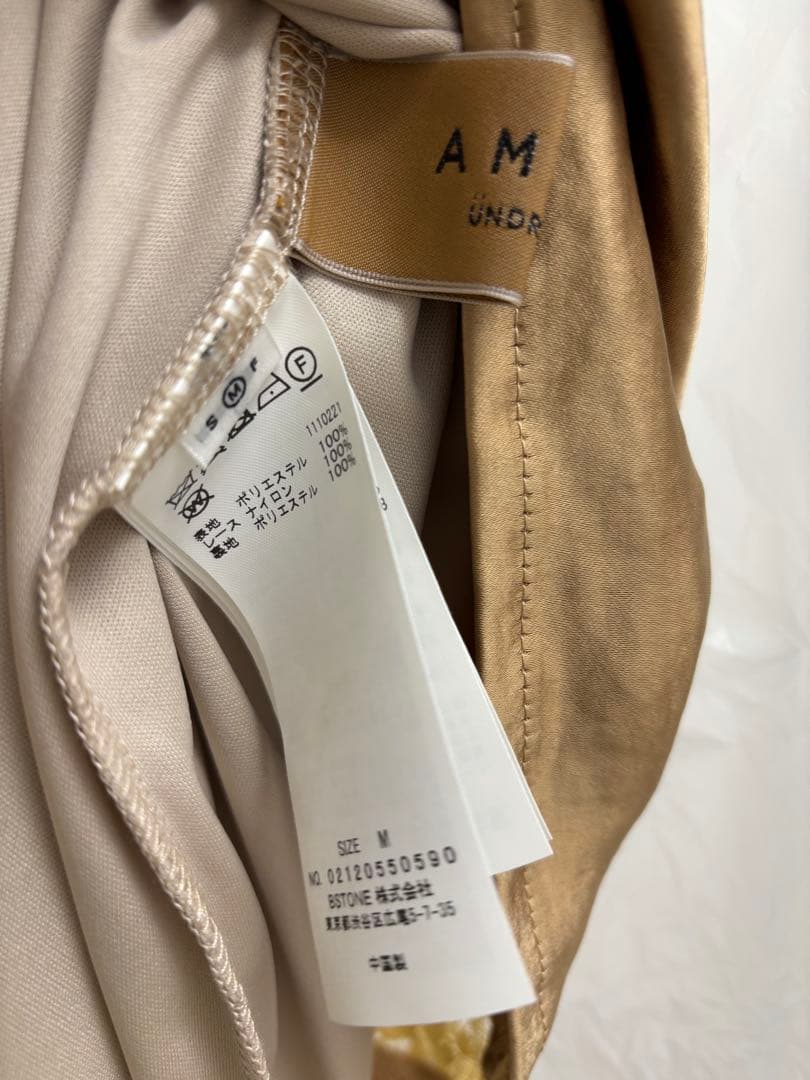 AM
ÜNDR
S M F
F
1110221
表地 ポリエステル 100%
レース ナイロン 100%
裏地 ポリエステル 100%
3
SIZE M
NO. 02120550590
BSTONE 株式会社
東京都渋谷区広尾5-7-35
中国製